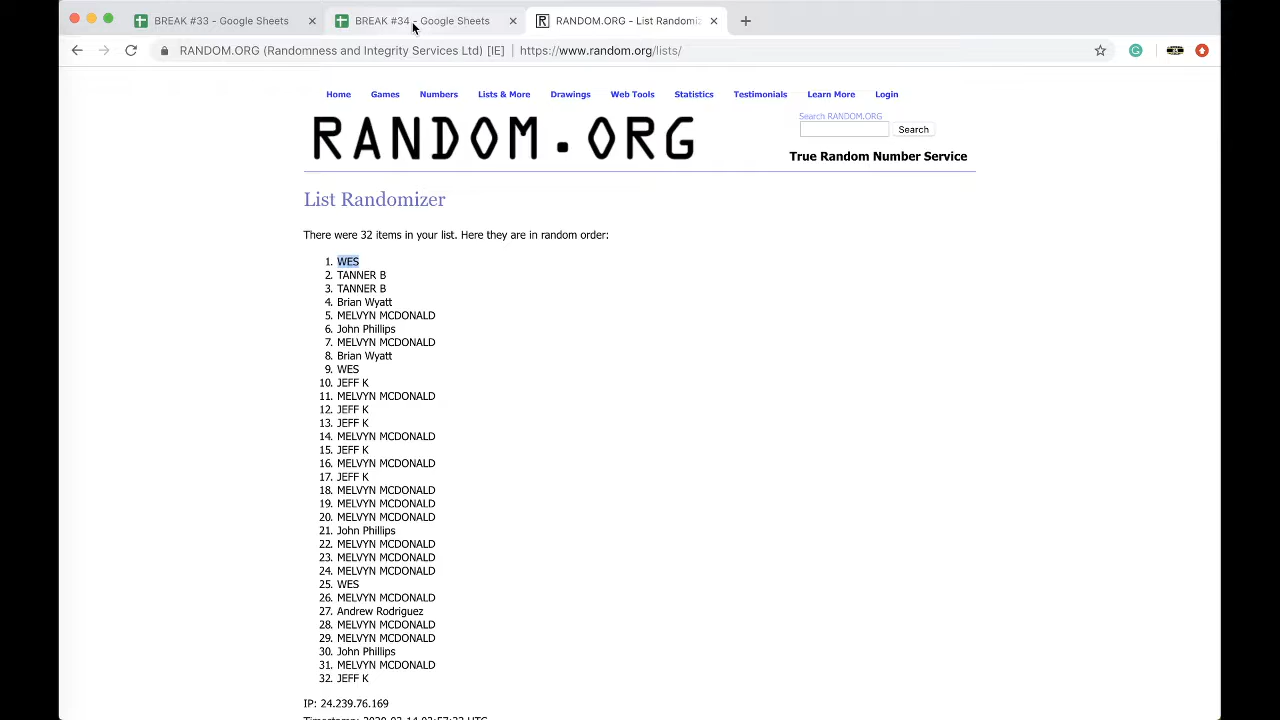 BREAK #33 - Google Sheets
BREAK #34 - Google Sheets
RANDOM.ORG - List Randomiz
RANDOM.ORG (Randomness and Integrity Services Ltd) [IE]
https://www.random.org/lists/
Home Games Numbers Lists & More Drawings Web Tools Statistics Testimonials Learn More Login
RANDOM.ORG
Search RANDOM.ORG
Search
True Random Number Service
List Randomizer
There were 32 items in your list. Here they are in random order:
1. WES
2. TANNER B
3. TANNER B
4. Brian Wyatt
5. MELVYN MCDONALD
6. John Phillips
7. MELVYN MCDONALD
8. Brian Wyatt
9. WES
10. JEFF K
11. MELVYN MCDONALD
12. JEFF K
13. JEFF K
14. MELVYN MCDONALD
15. JEFF K
16. MELVYN MCDONALD
17. JEFF K
18. MELVYN MCDONALD
19. MELVYN MCDONALD
20. MELVYN MCDONALD
21. John Phillips
22. MELVYN MCDONALD
23. MELVYN MCDONALD
24. MELVYN MCDONALD
25. WES
26. MELVYN MCDONALD
27. Andrew Rodriguez
28. MELVYN MCDONALD
29. MELVYN MCDONALD
30. John Phillips
31. MELVYN MCDONALD
32. JEFF K
IP: 24.239.76.169
Timestamp: